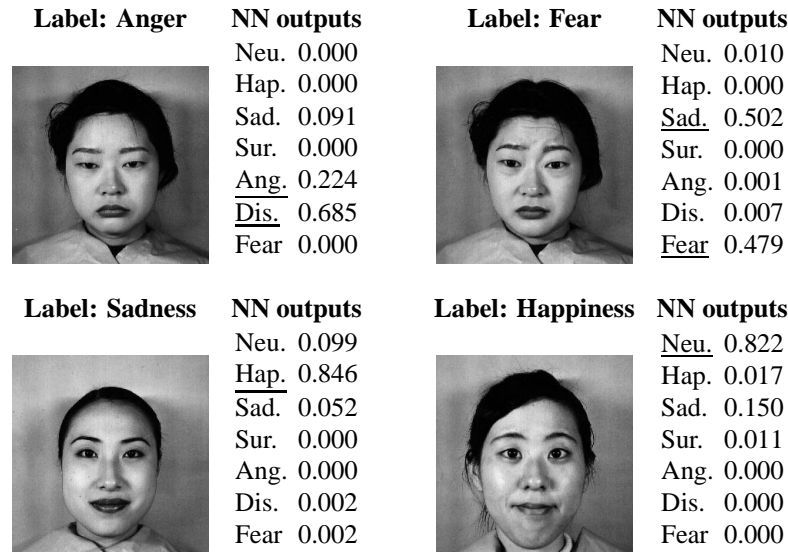 Label: Anger
NN outputs
Neu. 0.000
Hap. 0.000
Sad. 0.091
Sur. 0.000
Ang. 0.224
Dis. 0.685
Fear 0.000
Label: Fear
NN outputs
Neu. 0.010
Hap. 0.000
Sad. 0.502
Sur. 0.000
Ang. 0.001
Dis. 0.007
Fear 0.479
Label: Sadness
NN outputs
Neu. 0.099
Hap. 0.846
Sad. 0.052
Sur. 0.000
Ang. 0.000
Dis. 0.002
Fear 0.002
Label: Happiness
NN outputs
Neu. 0.822
Hap. 0.017
Sad. 0.150
Sur. 0.011
Ang. 0.000
Dis. 0.000
Fear 0.000